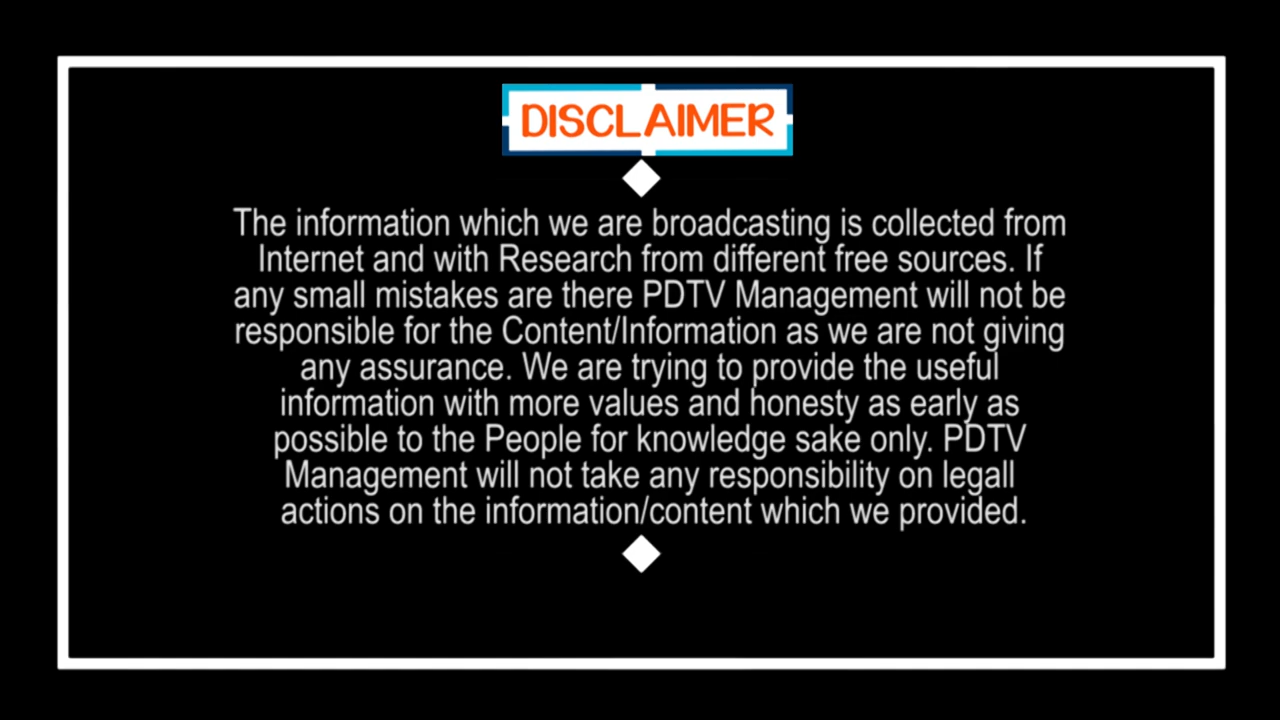 DISCLAIMER
The information which we are broadcasting is collected from
Internet and with Research from different free sources. If
any small mistakes are there PDTV Management will not be
responsible for the Content/Information as we are not giving
any assurance. We are trying to provide the useful
information with more values and honesty as early as
possible to the People for knowledge sake only. PDTV
Management will not take any responsibility on legall
actions on the information/content which we provided.